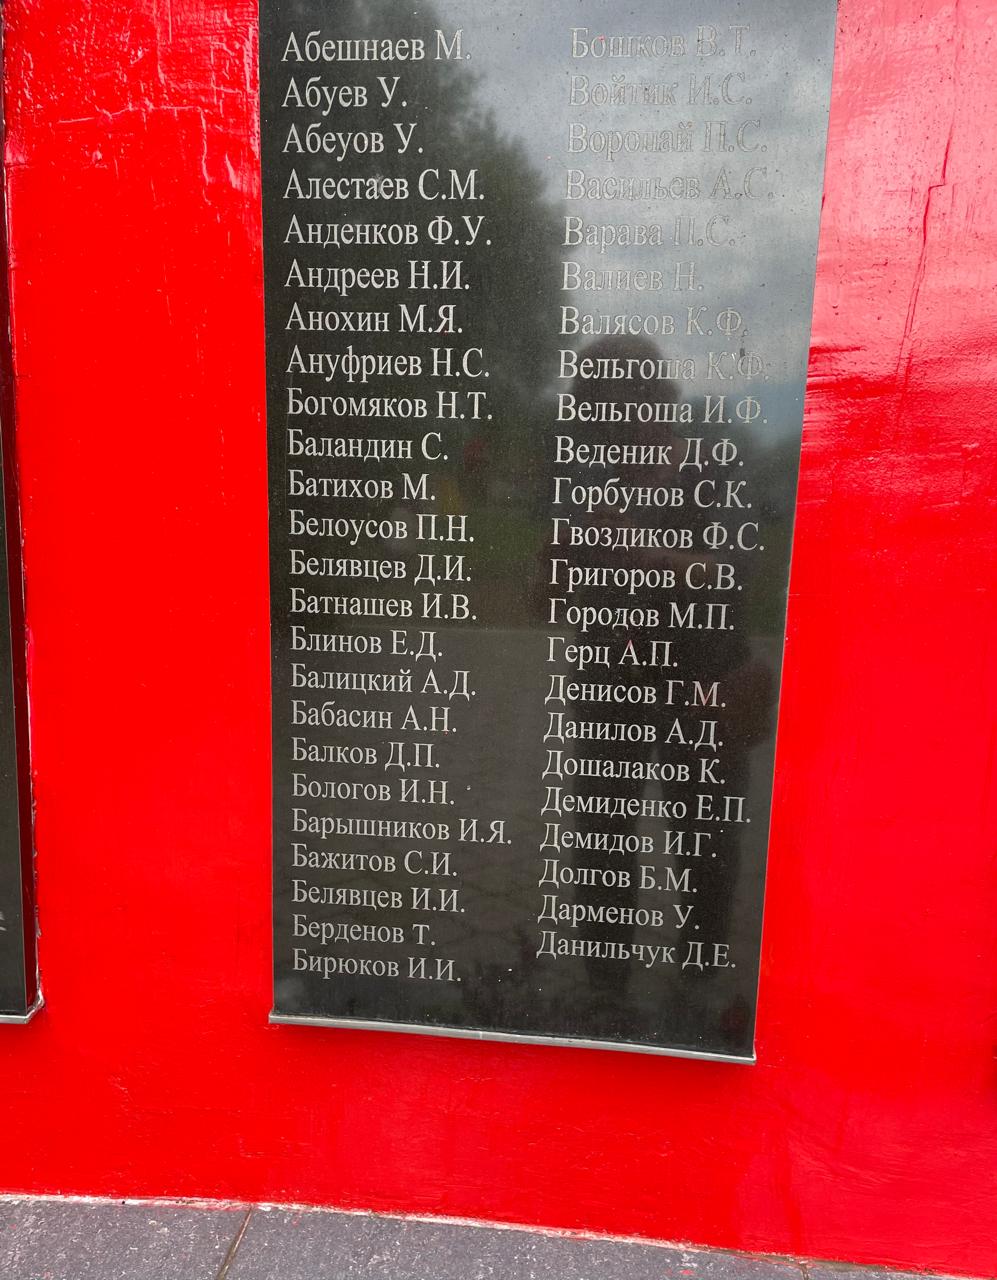 Абешнаев М.
Абуев У.
Абеуов У.
Алестаев С.М.
Анденков Ф.У.
Андреев Н.И.
Анохин М.Я.
Ануфриев Н.С.
Богомяков Н.Т.
Баландин С.
Батихов М.
Белоусов П.Н.
Белявцев Д.И.
Батнашев И.В.
Блинов Е.Д.
Балицкий А.Д.
Бабасин А.Н.
Балков Д.П.
Бологов И.Н.
Барышников И.Я.
Бажитов С.И.
Белявцев И.И.
Берденов Т.
Бирюков И.И.
Бошков В.Т.
Войтик И.С.
Воропай П.С.
Васильев А.С.
Варава П.С.
Валиев Н.
Валясов К.Ф.
Вельгоша К.Ф.
Вельгоша И.Ф.
Веденик Д.Ф.
Горбунов С.К.
Гвоздиков Ф.С.
Григоров С.В.
Городов М.П.
Герц А.П.
Денисов Г.М.
Данилов А.Д.
Дошалаков К.
Демиденко Е.П.
Демидов И.Г.
Долгов Б.М.
Дарменов У.
Данильчук Д.Е.